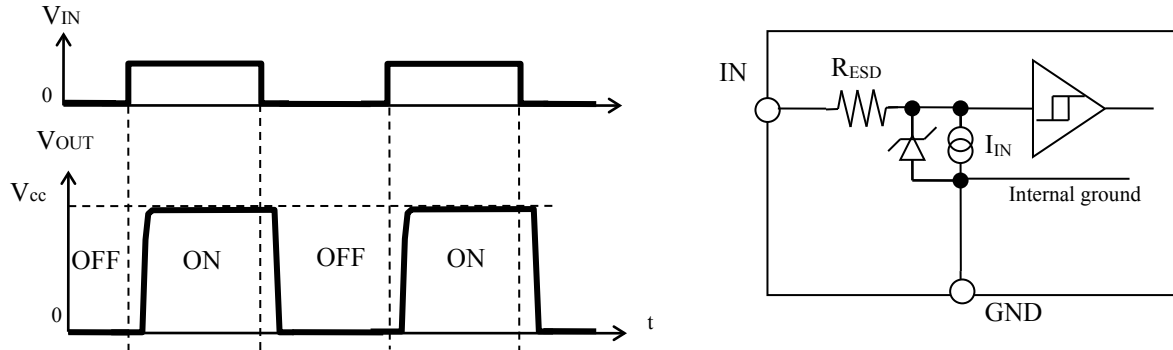 VIN
0
VOUT
Vcc
OFF
ON
OFF
ON
0
t
IN
RESD
IIN
Internal ground
GND